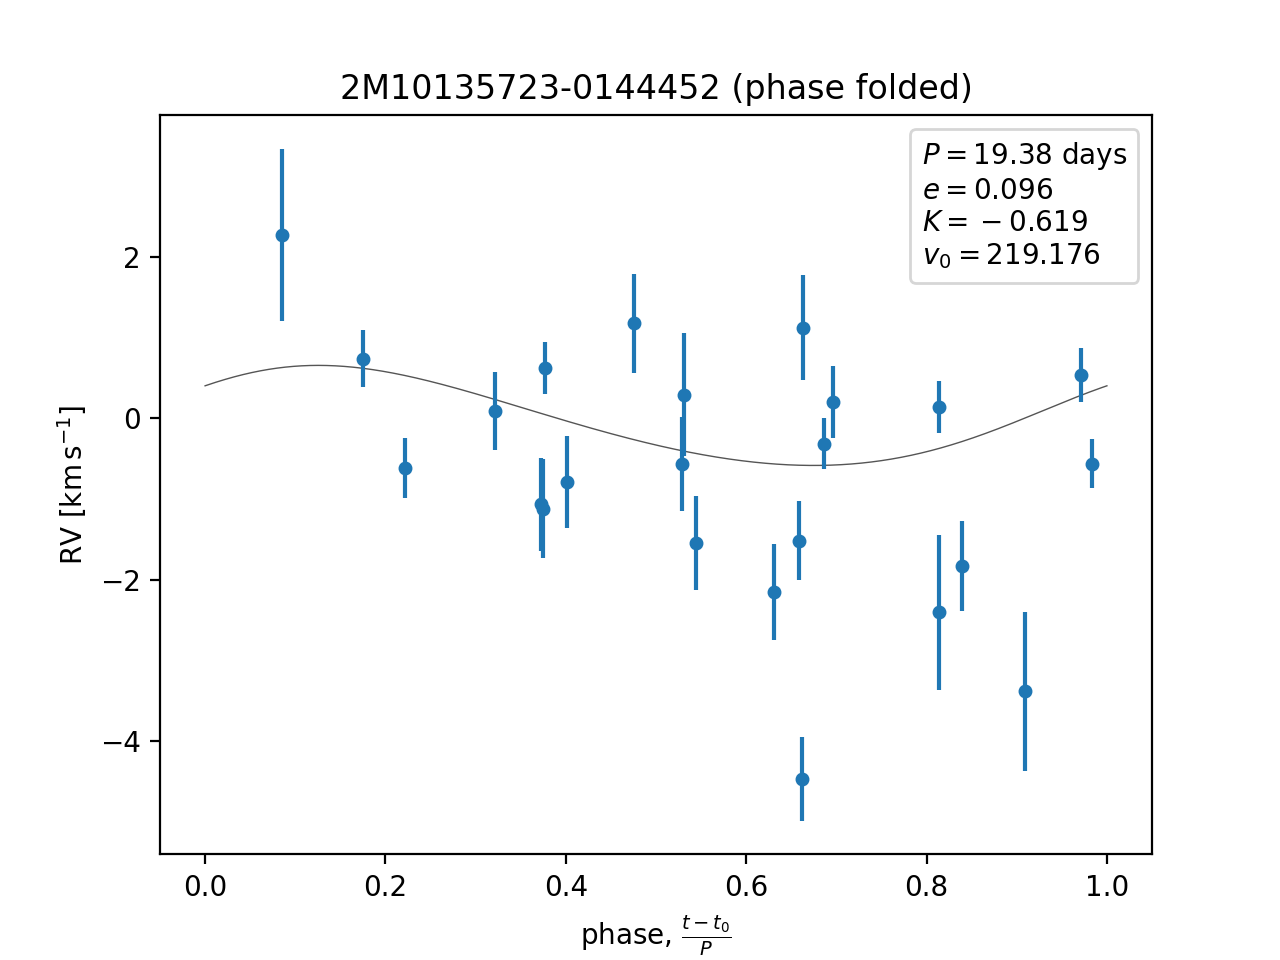 2M10135723-0144452 (phase folded)
P = 19.38 days
e = 0.096
K = −0.619
v₀ = 219.176
RV [km s⁻¹]
2
0
−2
−4
0.0 0.2 0.4 0.6 0.8 1.0
phase, (t − t₀)/P